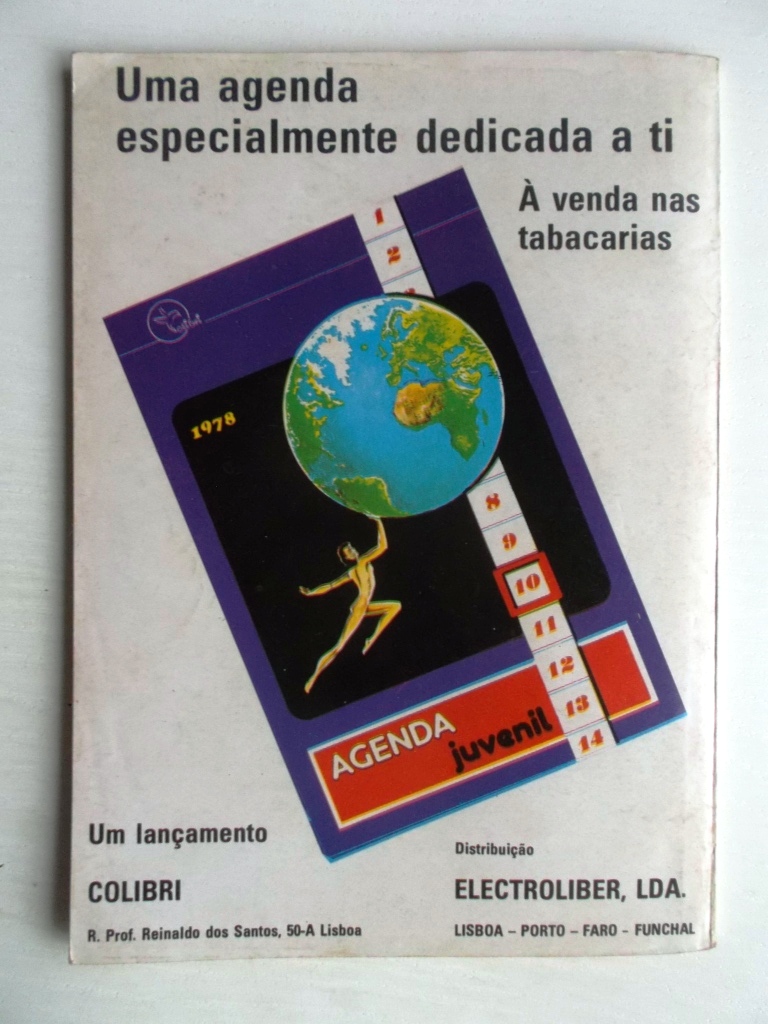 Uma agenda
especialmente dedicada a ti
À venda nas
tabacarias
1
2
1978
8
9
10
11
12
13
14
AGENDA
juvenil
Um lançamento
COLIBRI
R. Prof. Reinaldo dos Santos, 50-A Lisboa
Distribuição
ELECTROLIBER, LDA.
LISBOA – PORTO – FARO – FUNCHAL